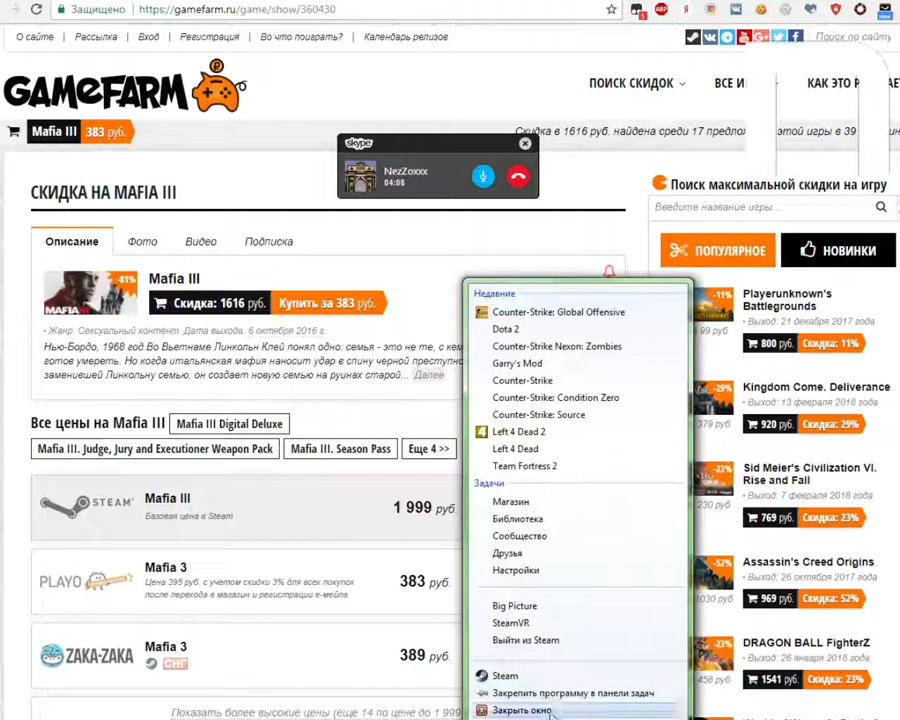 Защищено https://gamefarm.ru/game/show/360430
О сайте Рассылка Вход Регистрация Во что поиграть? Календарь релизов
Поиск по сайту
GAMEFARM
ПОИСК СКИДОК
ВСЕ
КАК ЭТО
Mafia III 383 руб.
Скидка в 1616 руб. найдена среди 17
этой игры в 39
skype
NezZoxxx
04:08
СКИДКА НА MAFIA III
Поиск максимальной скидки на игру
Введите название игры...
Описание Фото Видео Подписка
ПОПУЛЯРНОЕ НОВИНКИ
-81%
Mafia III
Скидка: 1616 руб. Купить за 383 руб.
Жанр. Сексуальный контент. Дата выхода. 6 октября 2016 г.
Нью-Бордо, 1968 год Во Вьетнаме Линкольн Клей понял одно: семья - это не те, с кем
готов умереть. Но когда итальянская мафия наносит удар в спину черной
заменившей Линкольну семью, он создает новую семью на руинах старой... Далее
Все цены на Mafia III Mafia III Digital Deluxe
Mafia III. Judge, Jury and Executioner Weapon Pack Mafia III. Season Pass Еще 4 >>
STEAM
Mafia III
Базовая цена в Steam
1 999 руб
PLAYO
Mafia 3
Цена 395 руб. с учетом скидки 3% для всех покупок
после перехода в магазин и регистрации е-мейла
383 руб
ZAKA-ZAKA
Mafia 3
СНГ
389 руб
Показать более высокие цены (еще 14 по цене до 1 999
Недавние
Counter-Strike: Global Offensive
Dota 2
Counter-Strike Nexon: Zombies
Garry's Mod
Counter-Strike
Counter-Strike: Condition Zero
Counter-Strike: Source
Left 4 Dead 2
Left 4 Dead
Team Fortress 2
Задачи
Магазин
Библиотека
Сообщество
Друзья
Настройки
Big Picture
SteamVR
Выйти из Steam
Steam
Закрепить программу в панели задач
Закрыть окно
-11%
Playerunknown's
Battlegrounds
Выход: 21 декабря 2017 года
99 руб
800 руб. Скидка: 11%
-29%
Kingdom Come. Deliverance
Выход: 13 февраля 2018 года
379 руб
920 руб. Скидка: 29%
-23%
Sid Meier's Civilization VI.
Rise and Fall
Выход: 7 февраля 2018 года
769 руб. Скидка: 23%
-52%
Assassin's Creed Origins
Выход: 26 октября 2017 года
030 руб
969 руб. Скидка: 52%
-23%
DRAGON BALL FighterZ
Выход: 26 января 2018 года
458 руб
1541 руб. Скидка: 23%